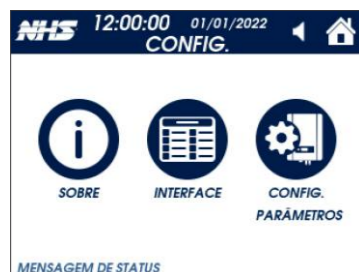 NHS 12:00:00 01/01/2022
CONFIG.
SOBRE INTERFACE CONFIG. PARÂMETROS
MENSAGEM DE STATUS